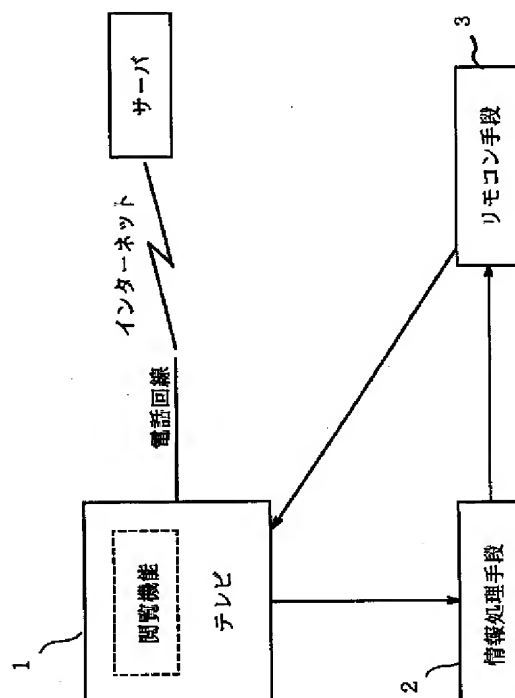 1
閲覧機能
テレビ
電話回線
インターネット
サーバ
2
情報処理手段
リモコン手段
3